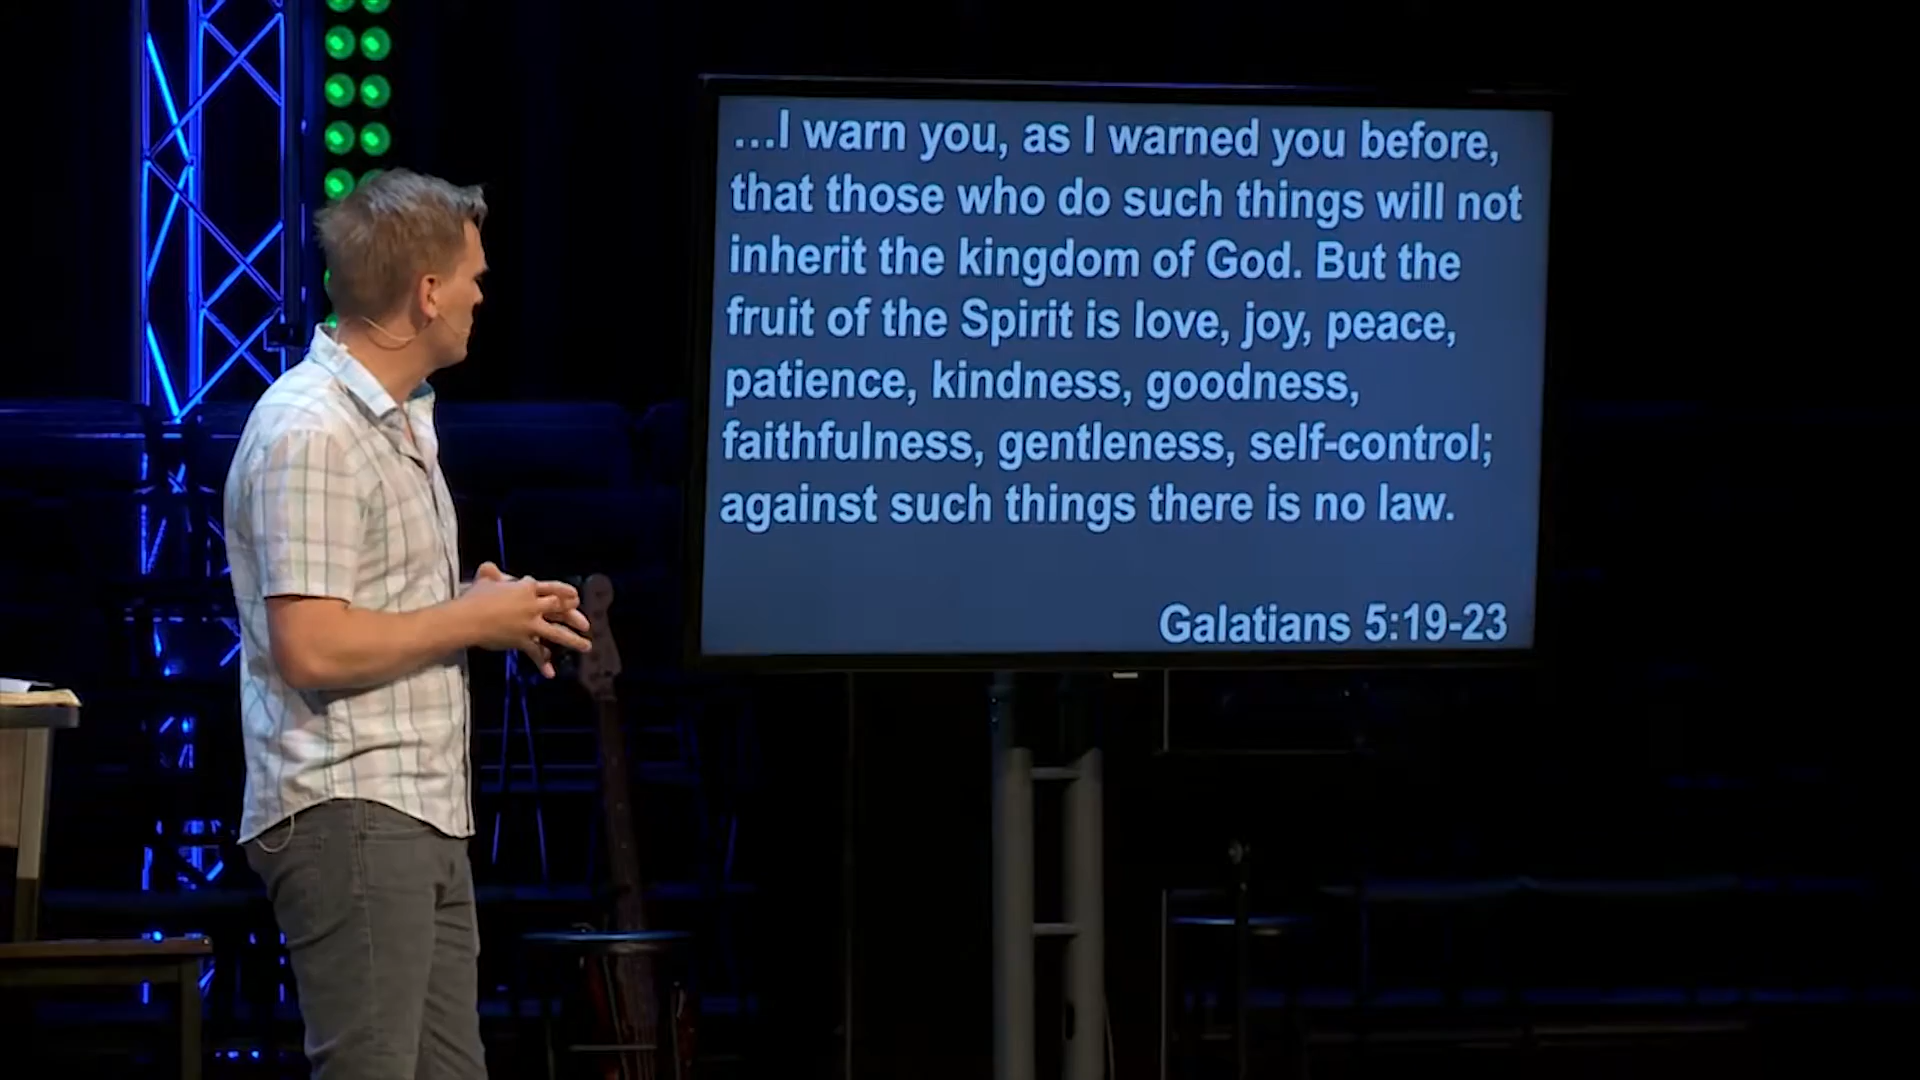 ...I warn you, as I warned you before,
that those who do such things will not
inherit the kingdom of God. But the
fruit of the Spirit is love, joy, peace,
patience, kindness, goodness,
faithfulness, gentleness, self-control;
against such things there is no law.
Galatians 5:19-23